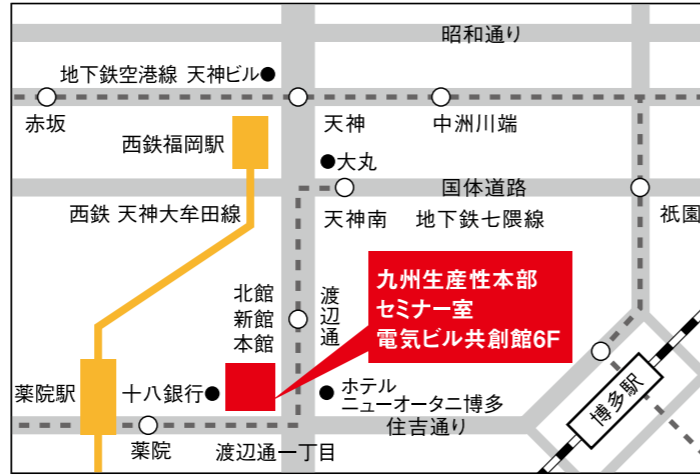 昭和通り
地下鉄空港線 天神ビル●
赤坂
天神
中洲川端
西鉄福岡駅
●大丸
国体道路
西鉄 天神大牟田線
天神南
地下鉄七隈線
祇園
九州生産性本部
セミナー室
電気ビル共創館6F
北館
新館
本館
渡辺通
薬院駅
十八銀行●
●ホテル
ニューオータニ博多
博多駅
住吉通り
薬院
渡辺通一丁目